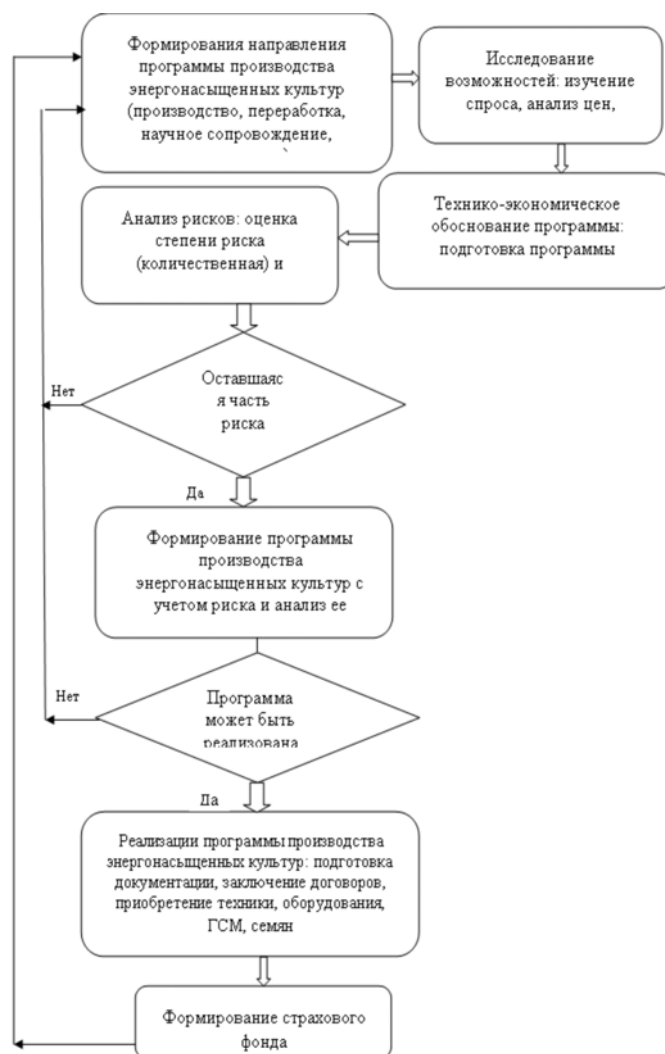 Формирования направления
программы производства
энергонасыщенных культур
(производство, переработка,
научное сопровождение,
Исследование
возможностей: изучение
спроса, анализ цен,
Технико-экономическое
обоснование программы:
подготовка программы
Анализ рисков: оценка
степени риска
(количественная) и
Оставшаяс
я часть
риска
Нет
Да
Формирование программы
производства
энергонасыщенных культур с
учетом риска и анализ ее
Программа
может быть
реализована
Нет
Да
Реализации программы производства
энергонасыщенных культур: подготовка
документации, заключение договоров,
приобретение техники, оборудования,
ГСМ, семян
Формирование страхового
фонда